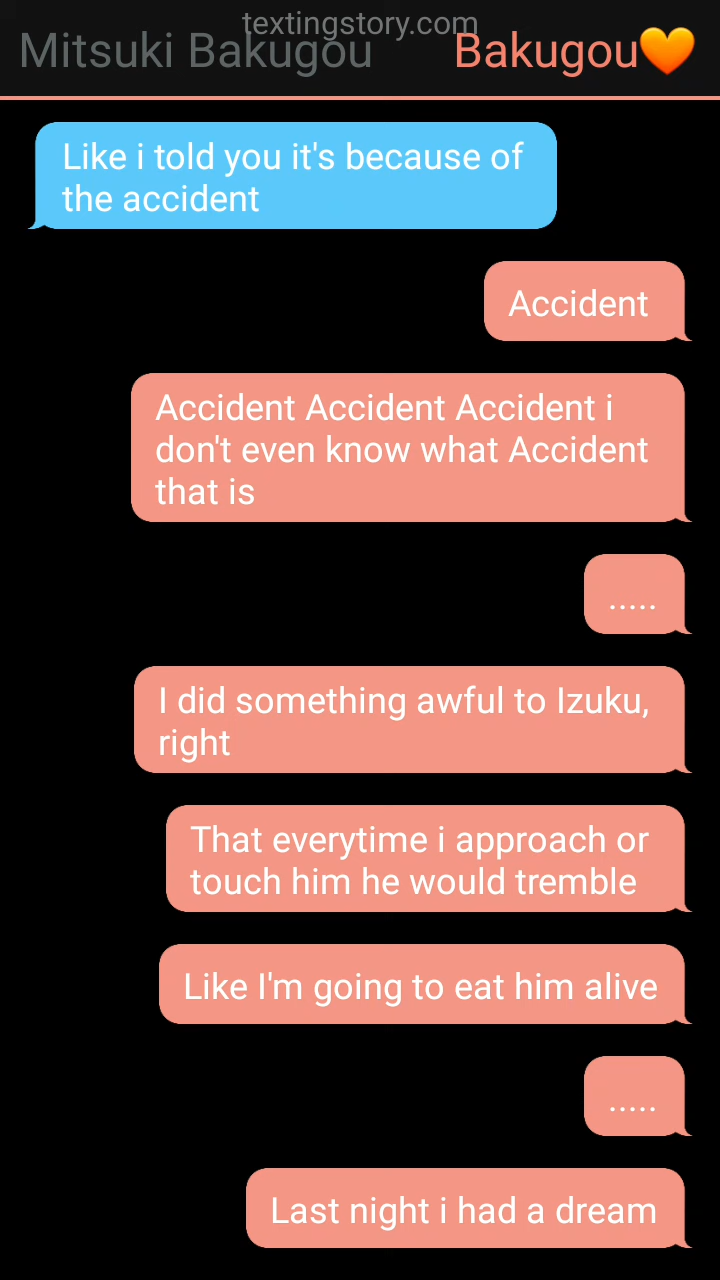 textingstory.com
Mitsuki Bakugou Bakugou🧡
Like i told you it's because of
the accident
Accident
Accident Accident Accident i
don't even know what Accident
that is
.....
I did something awful to Izuku,
right
That everytime i approach or
touch him he would tremble
Like I'm going to eat him alive
.....
Last night i had a dream